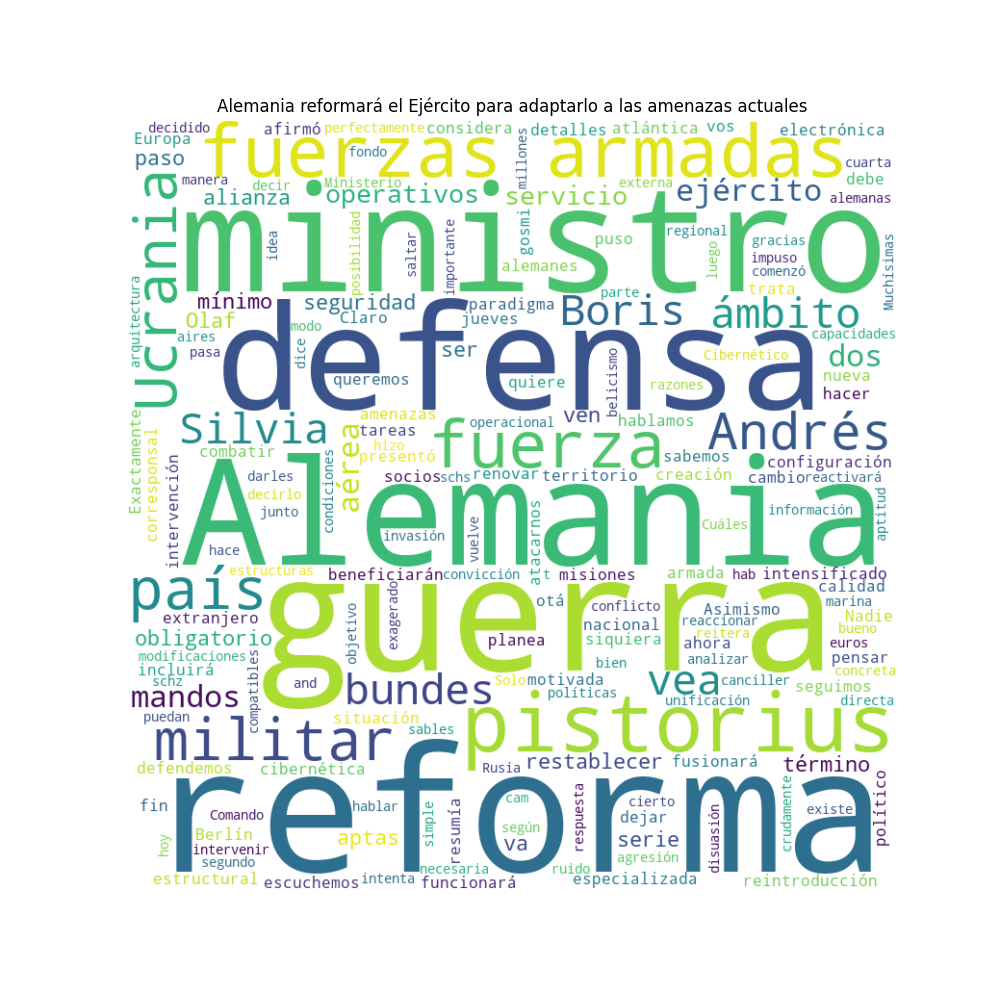 Alemania reformará el Ejército para adaptarlo a las amenazas actuales
decidido afirmó perfectamente considera detalles atlántica vos electrónica
Europa fuerzas armadas
paso fondo millones cuarta
manera decir Ministerio externa ejército debe
alianza operativos servicio alemanas
Ucrania ministro
idea posibilidad saltar importante gosmi puso regional gracias luego impuso Muchísimas
alemanes comenzó
arquitectura mínimo seguridad paradigma parte trata
Olaf Claro jueves Boris ámbito capacidades
aires modo
pasa dice defensa ser Cibernético dos
queremos quiere belicismo razones nueva
hacer
Exactamente Silvia amenazas operacional ven hablamos Andrés
corresponsal combatir aérea tareas fuerza sabemos
hizo presentó configuración
intervención darles condiciones socios schs renovar territorio creación cambio reactivará
decirlo Alemania
junto invasión vuelve atacarnos Cuáles información aptitud
hace
país estructuras beneficiarán convicción t misiones armada hab intensificado
extranjero guerra otá conflicto Asimismo calidad
marina
obligatorio objetivo exagerado planea nacional reaccionar reitera Nadie
siquiera ahora euros bueno
modificaciones incluirá compatibles bien analizar pensar concreta
schz and Solo motivada vea canciller seguimos
mandos bundes políticas unificación directa
puedan situación sables pistorius
militar
defendemos cibernética Rusia restablecer fusionará término político
reforma
fin Comando hablar simple resumía cam respuesta cierto disuasión crudamente existe
hoy Berlín aptas según dejar
intervenir va serie
segundo necesaria ruido agresión
estructural escuchemos intenta funcionará especializada reintroducción